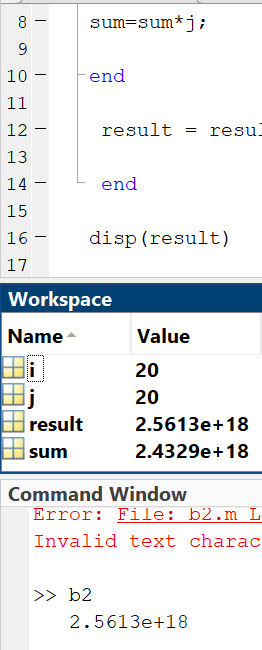 8 sum=sum*j;
9
10 end
11
12 result = resul
13
14 end
15
16 disp(result)
17
Workspace
Name Value
i 20
j 20
result 2.5613e+18
sum 2.4329e+18
Command Window
Error: File: b2.m L
Invalid text charac
>> b2
2.5613e+18